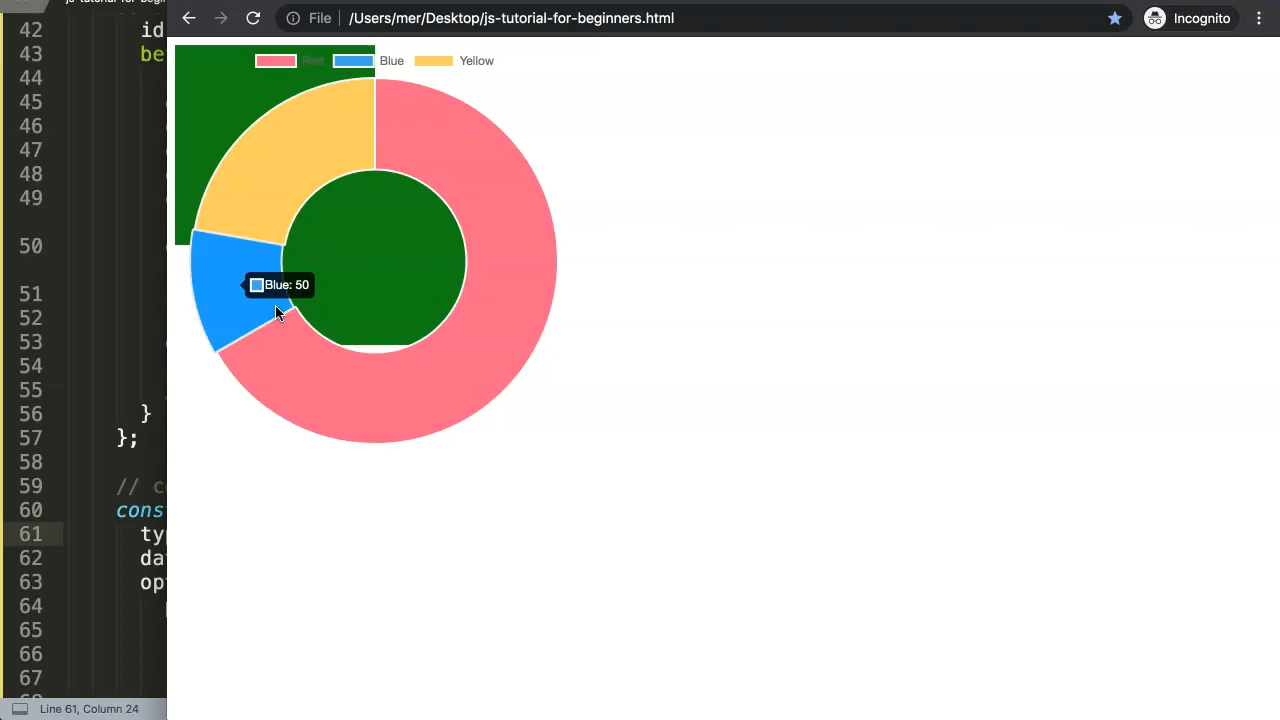 js-tutorial-for-begin
File /Users/mer/Desktop/js-tutorial-for-beginners.html Incognito
Red Blue Yellow
Blue: 50
42 id
43 be
44
45
46
47
48
49
50
51
52
53
54
55
56 }
57 };
58
59 // c
60 cons
61 typ
62 da
63 op
64
65
66
67
Line 61, Column 24